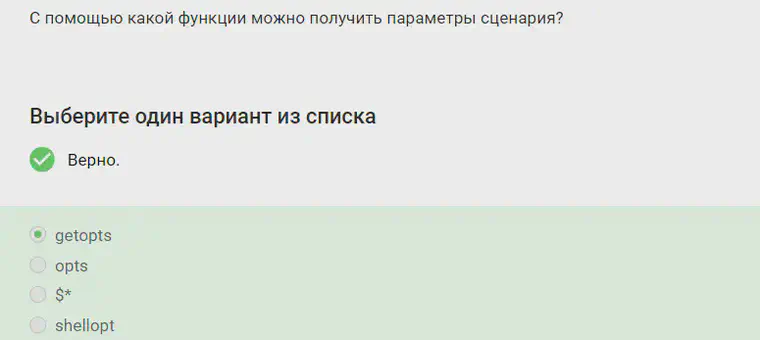 С помощью какой функции можно получить параметры сценария?
Выберите один вариант из списка
Верно.
getopts
opts
$*
shellopt